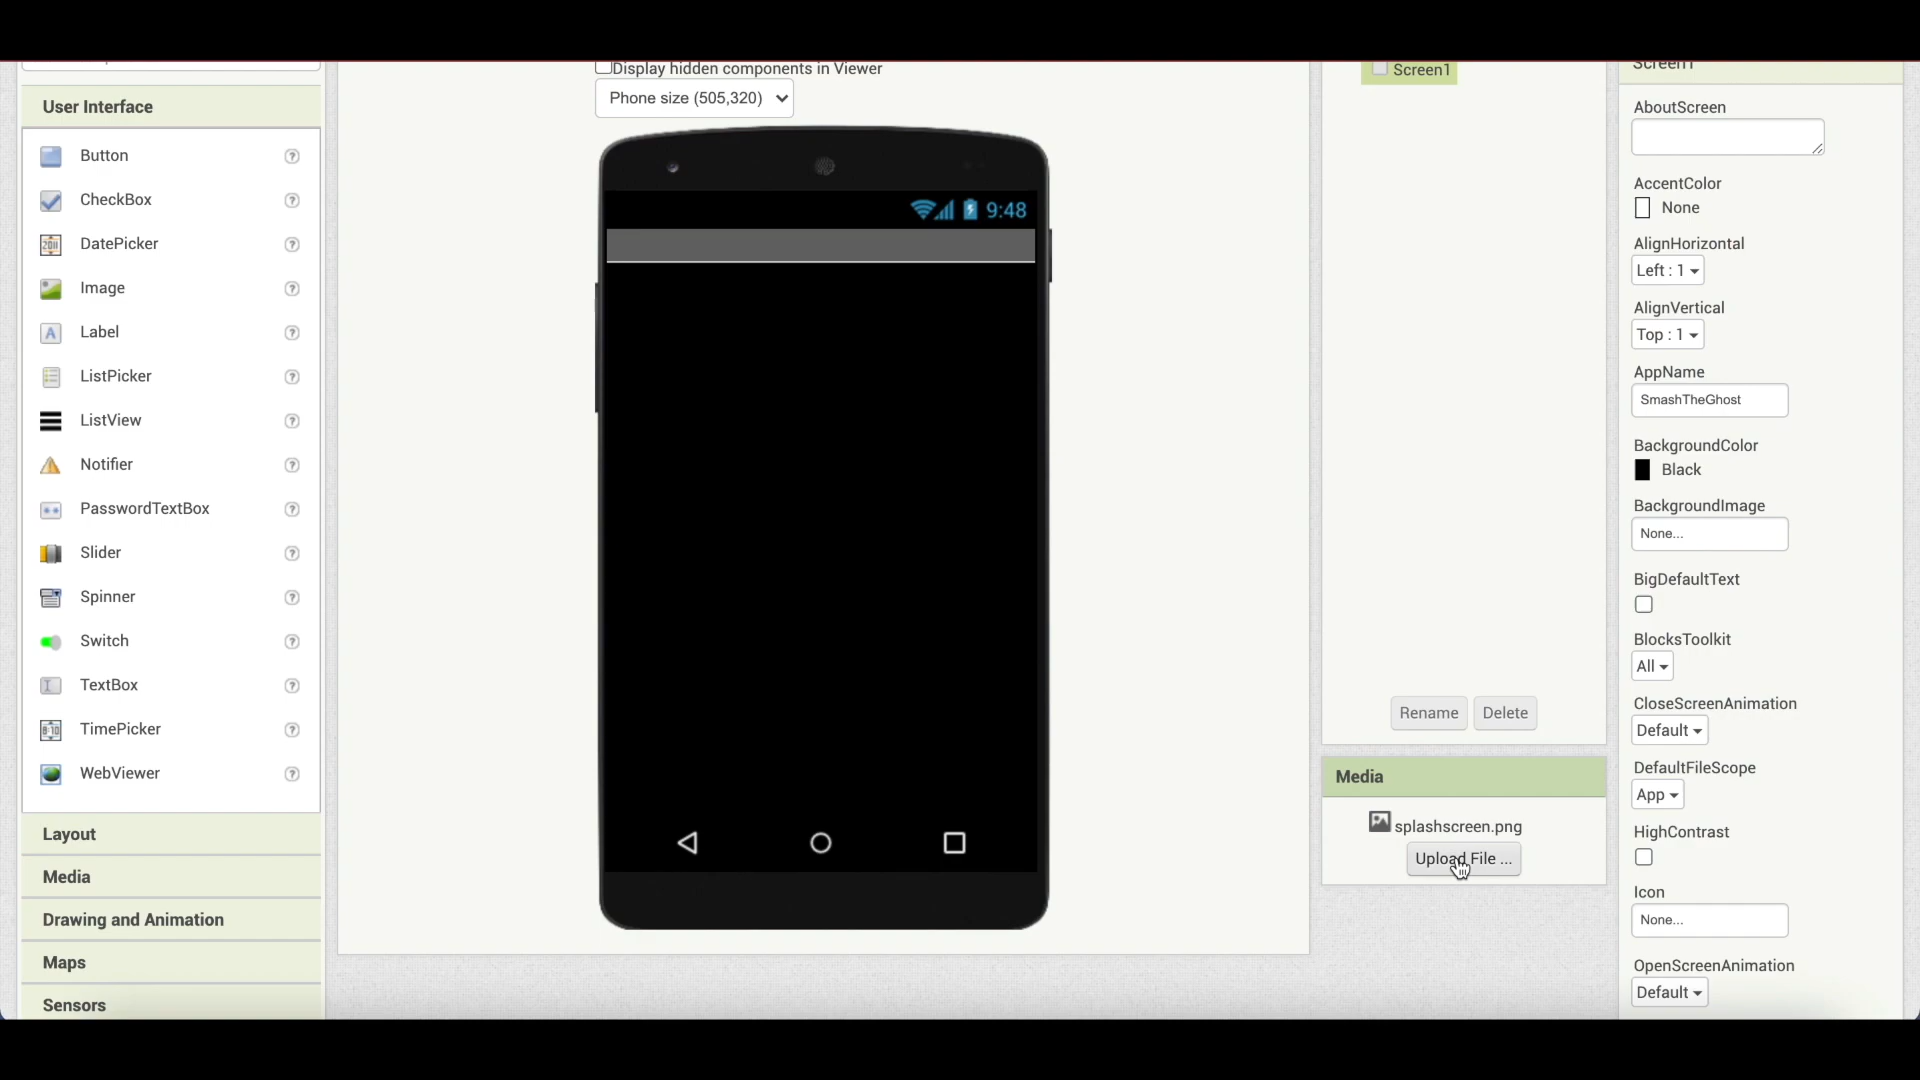 Display hidden components in Viewer
Phone size (505,320)
User Interface
Button
CheckBox
DatePicker
Image
Label
ListPicker
ListView
Notifier
PasswordTextBox
Slider
Spinner
Switch
TextBox
TimePicker
WebViewer
Layout
Media
Drawing and Animation
Maps
Sensors
9:48
Screen1
Rename
Delete
Media
splashscreen.png
Upload File ...
Screen1
AboutScreen
AccentColor
None
AlignHorizontal
Left : 1
AlignVertical
Top : 1
AppName
SmashTheGhost
BackgroundColor
Black
BackgroundImage
None...
BigDefaultText
BlocksToolkit
All
CloseScreenAnimation
Default
DefaultFileScope
App
HighContrast
Icon
None...
OpenScreenAnimation
Default